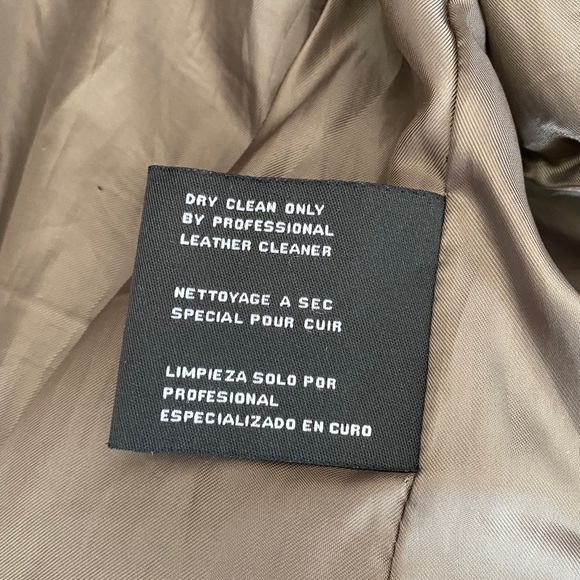 DRY CLEAN ONLY
BY PROFESSIONAL
LEATHER CLEANER
NETTOYAGE A SEC
SPECIAL POUR CUIR
LIMPIEZA SOLO POR
PROFESIONAL
ESPECIALIZADO EN CURO